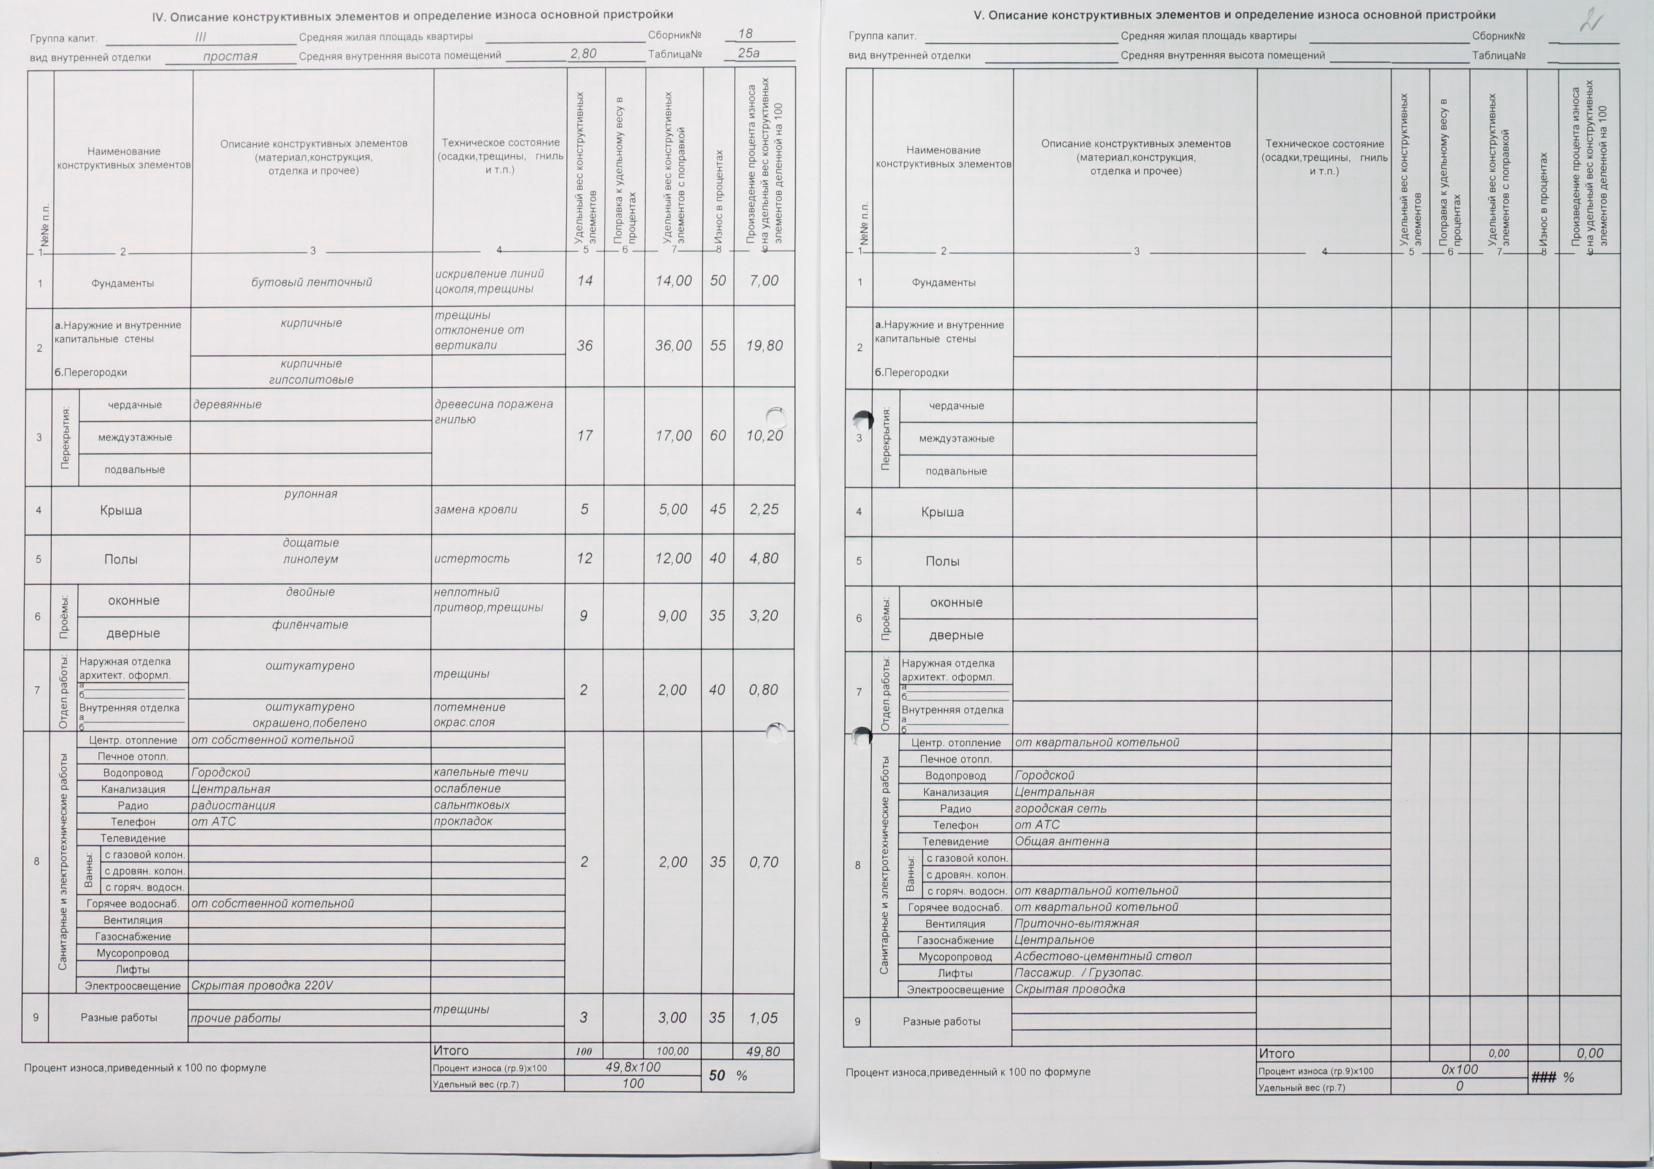 IV. Описание конструктивных элементов и определение износа основной пристройки
Группа капит. III Средняя жилая площадь квартиры Сборник№ 18
вид внутренней отделки простая Средняя внутренняя высота помещений 2,80 Таблица№ 25а
№№ п.п.
Наименование конструктивных элементов
Описание конструктивных элементов (материал,конструкция, отделка и прочее)
Техническое состояние (осадки,трещины, гниль и т.п.)
Удельный вес конструктивных элементов
Поправка к удельному весу в процентах
Удельный вес конструктивных элементов с поправкой
Износ в процентах
Произведение процента износа на удельный вес конструктивных элементов деленной на 100
1 2 3 4 5 6 7 8 9
1 Фундаменты бутовый ленточный искривление линий цоколя,трещины 14 14,00 50 7,00
2 а.Наружние и внутренние капитальные стены кирпичные трещины отклонение от вертикали 36 36,00 55 19,80
б.Перегородки кирпичные гипсолитовые
3 Перекрытия: чердачные деревянные древесина поражена гнилью 17 17,00 60 10,20
междуэтажные
подвальные
4 Крыша рулонная замена кровли 5 5,00 45 2,25
5 Полы дощатые линолеум истертость 12 12,00 40 4,80
6 Проёмы: оконные двойные неплотный притвор,трещины 9 9,00 35 3,20
дверные филёнчатые
7 Отдел.работы: Наружная отделка архитект. оформл. оштукатурено трещины 2 2,00 40 0,80
а
б
Внутренняя отделка оштукатурено окрашено,побелено потемнение окрас.слоя
а
б
8 Санитарные и электротехнические работы 2 2,00 35 0,70
Центр. отопление от собственной котельной
Печное отопл.
Водопровод Городской капельные течи
Канализация Центральная ослабление
Радио радиостанция сальнтковых
Телефон от АТС прокладок
Телевидение
Ванны: с газовой колон.
с дровян. колон.
с горяч. водосн.
Горячее водоснаб. от собственной котельной
Вентиляция
Газоснабжение
Мусоропровод
Лифты
Электроосвещение Скрытая проводка 220V
9 Разные работы прочие работы трещины 3 3,00 35 1,05
Итого 100 100,00 49,80
Процент износа,приведенный к 100 по формуле Процент износа (гр.9)х100 49,8х100 50 %
Удельный вес (гр.7) 100
V. Описание конструктивных элементов и определение износа основной пристройки
Группа капит. Средняя жилая площадь квартиры Сборник№
вид внутренней отделки Средняя внутренняя высота помещений Таблица№
№№ п.п.
Наименование конструктивных элементов
Описание конструктивных элементов (материал,конструкция, отделка и прочее)
Техническое состояние (осадки,трещины, гниль и т.п.)
Удельный вес конструктивных элементов
Поправка к удельному весу в процентах
Удельный вес конструктивных элементов с поправкой
Износ в процентах
Произведение процента износа на удельный вес конструктивных элементов деленной на 100
1 2 3 4 5 6 7 8 9
1 Фундаменты
2 а.Наружние и внутренние капитальные стены
б.Перегородки
3 Перекрытия: чердачные
междуэтажные
подвальные
4 Крыша
5 Полы
6 Проёмы: оконные
дверные
7 Отдел.работы: Наружная отделка архитект. оформл.
а
б
Внутренняя отделка
а
б
8 Санитарные и электротехнические работы
Центр. отопление от квартальной котельной
Печное отопл.
Водопровод Городской
Канализация Центральная
Радио городская сеть
Телефон от АТС
Телевидение Общая антенна
Ванны: с газовой колон.
с дровян. колон.
с горяч. водосн. от квартальной котельной
Горячее водоснаб. от квартальной котельной
Вентиляция Приточно-вытяжная
Газоснабжение Центральное
Мусоропровод Асбестово-цементный ствол
Лифты Пассажир. / Грузопас.
Электроосвещение Скрытая проводка
9 Разные работы
Итого 0,00 0,00
Процент износа,приведенный к 100 по формуле Процент износа (гр.9)х100 0х100 ### %
Удельный вес (гр.7) 0